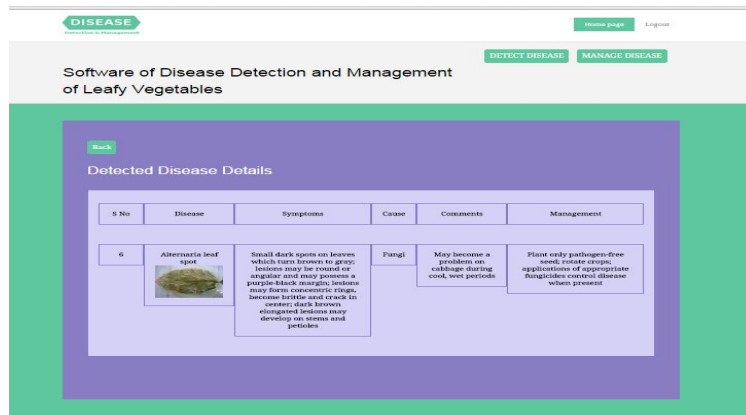 DISEASE
Detection & Management
Home page
Logout
DETECT DISEASE
MANAGE DISEASE
Software of Disease Detection and Management
of Leafy Vegetables
Back
Detected Disease Details
S No
Disease
Symptoms
Cause
Comments
Management
6
Alternaria leaf
spot
Small dark spots on leaves
which turn brown to gray;
lesions may be round or
angular and may possess a
purple-black margin; lesions
may form concentric rings,
become brittle and crack in
center; dark brown
elongated lesions may
develop on stems and
petioles
Fungi
May become a
problem on
cabbage during
cool, wet periods
Plant only pathogen-free
seed; rotate crops;
applications of appropriate
fungicides control disease
when present